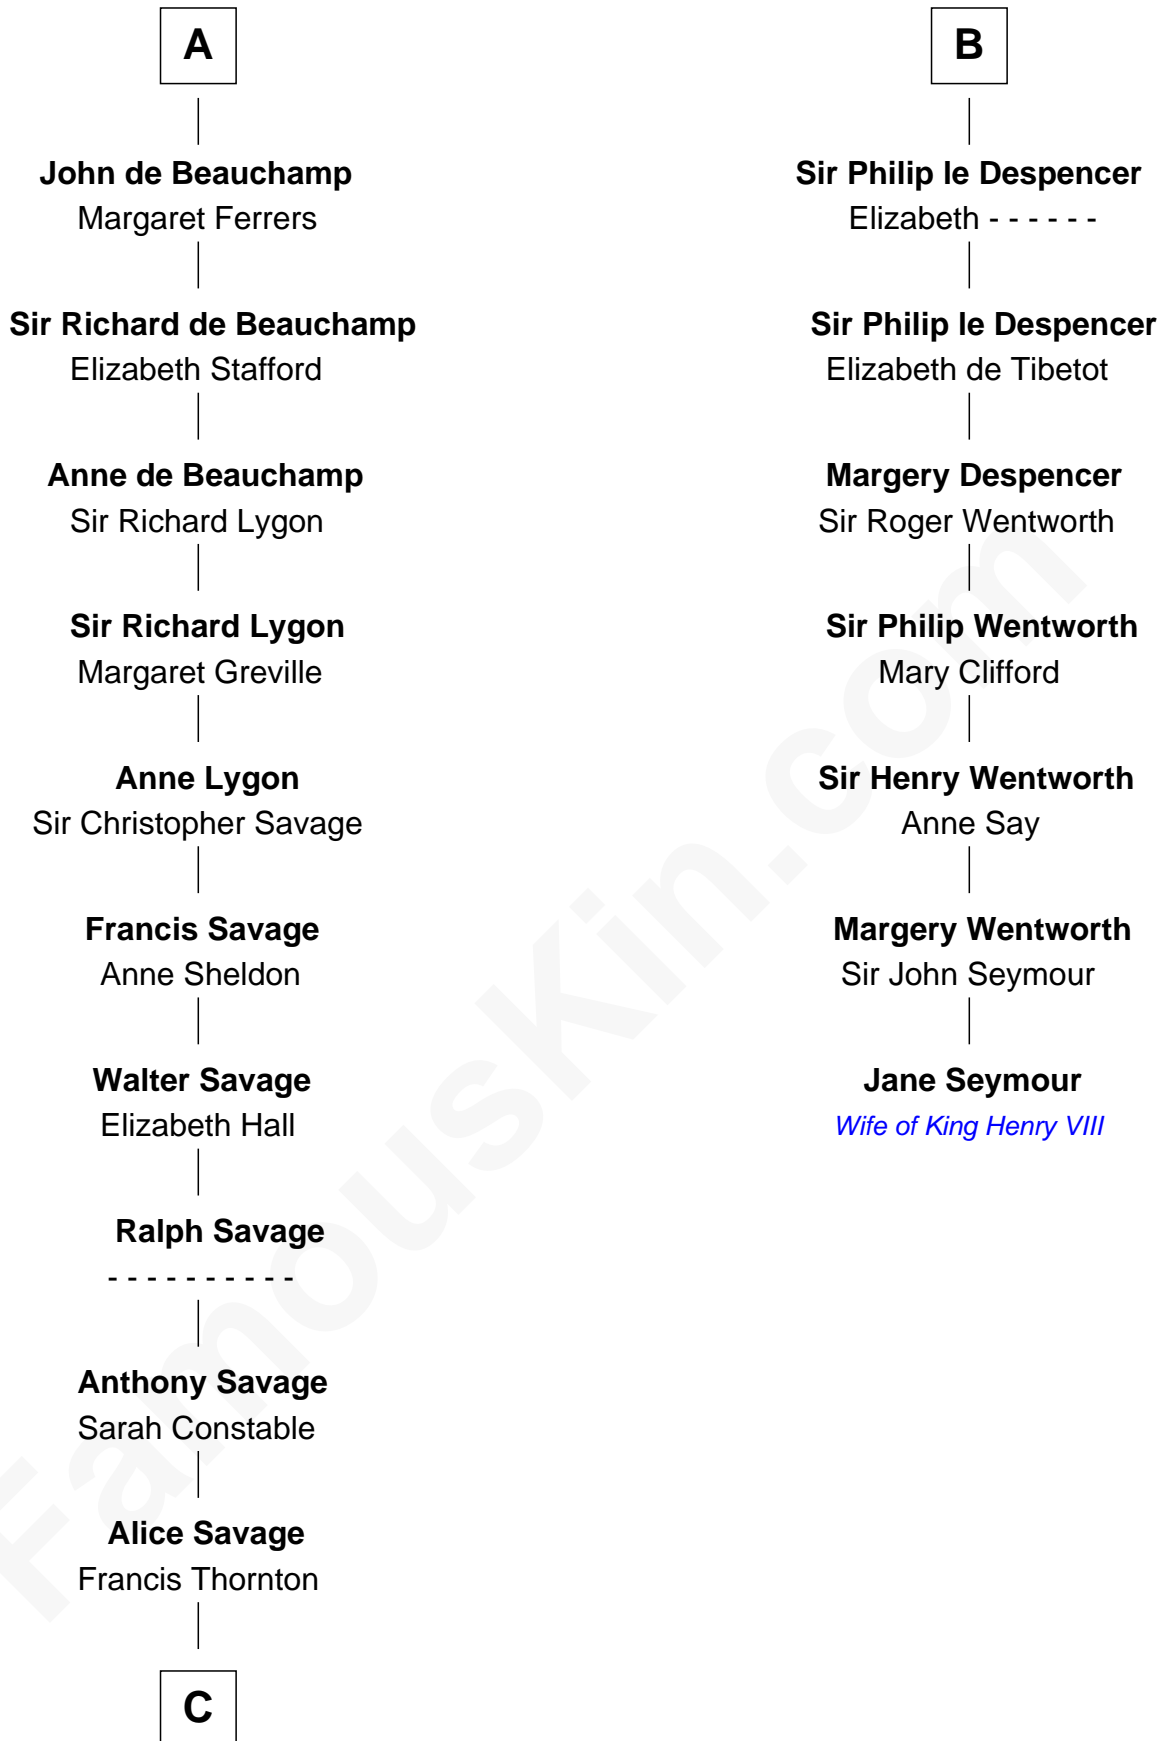 A
John de Beauchamp
Margaret Ferrers
Sir Richard de Beauchamp
Elizabeth Stafford
Anne de Beauchamp
Sir Richard Lygon
Sir Richard Lygon
Margaret Greville
Anne Lygon
Sir Christopher Savage
Francis Savage
Anne Sheldon
Walter Savage
Elizabeth Hall
Ralph Savage
- - - - - - - - - -
Anthony Savage
Sarah Constable
Alice Savage
Francis Thornton
C
B
Sir Philip le Despencer
Elizabeth - - - - - -
Sir Philip le Despencer
Elizabeth de Tibetot
Margery Despencer
Sir Roger Wentworth
Sir Philip Wentworth
Mary Clifford
Sir Henry Wentworth
Anne Say
Margery Wentworth
Sir John Seymour
Jane Seymour
Wife of King Henry VIII
FamousKin.com